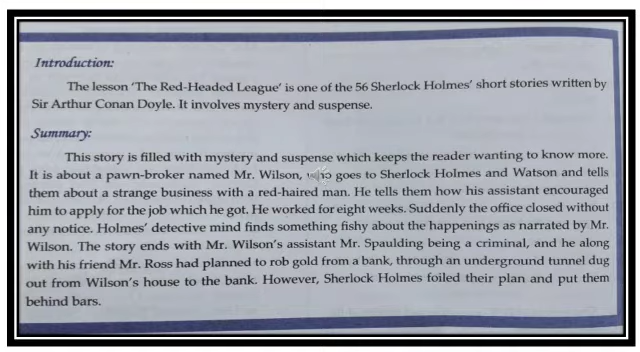 Introduction:
The lesson 'The Red-Headed League' is one of the 56 Sherlock Holmes' short stories written by
Sir Arthur Conan Doyle. It involves mystery and suspense.
Summary:
This story is filled with mystery and suspense which keeps the reader wanting to know more.
It is about a pawn-broker named Mr. Wilson, who goes to Sherlock Holmes and Watson and tells
them about a strange business with a red-haired man. He tells them how his assistant encouraged
him to apply for the job which he got. He worked for eight weeks. Suddenly the office closed without
any notice. Holmes' detective mind finds something fishy about the happenings as narrated by Mr.
Wilson. The story ends with Mr. Wilson's assistant Mr. Spaulding being a criminal, and he along
with his friend Mr. Ross had planned to rob gold from a bank, through an underground tunnel dug
out from Wilson's house to the bank. However, Sherlock Holmes foiled their plan and put them
behind bars.